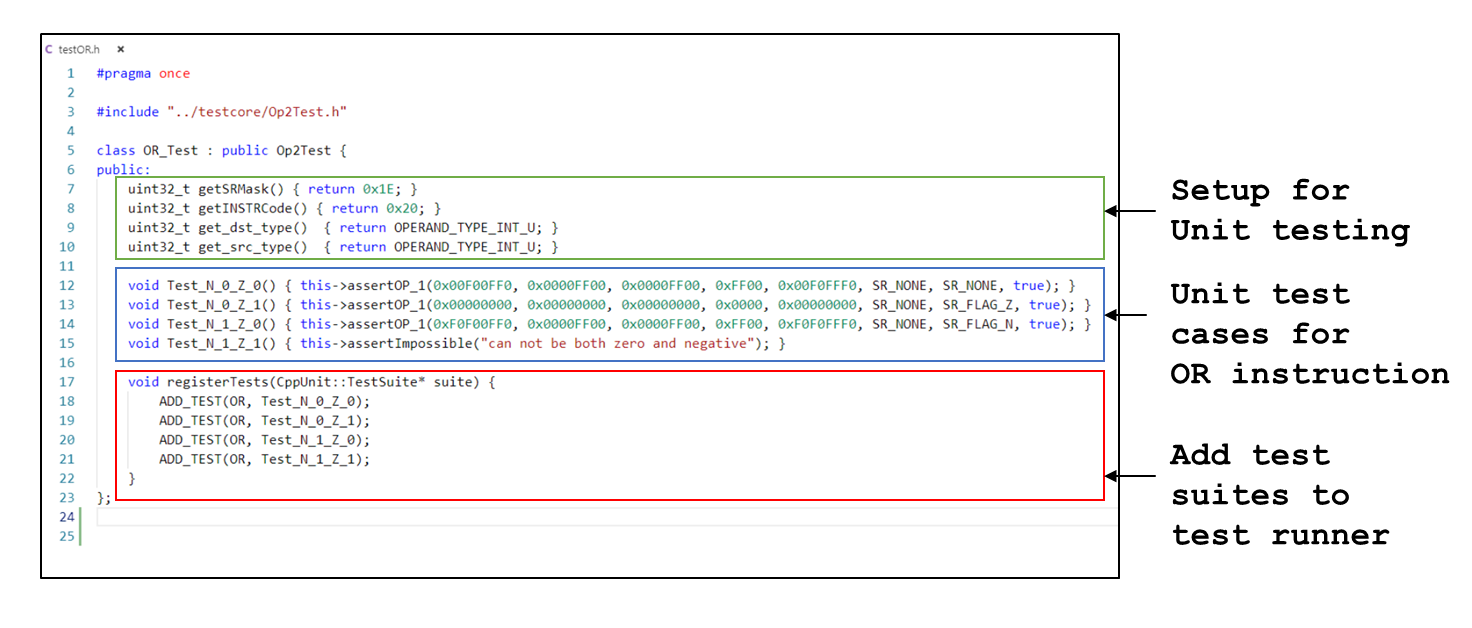 C testOR.h ×
1 #pragma once
2
3 #include "../testcore/Op2Test.h"
4
5 class OR_Test : public Op2Test {
6 public:
7 uint32_t getSRMask() { return 0x1E; }
8 uint32_t getINSTRCode() { return 0x20; }
9 uint32_t get_dst_type()  { return OPERAND_TYPE_INT_U; }
10 uint32_t get_src_type()  { return OPERAND_TYPE_INT_U; }
11
12 void Test_N_0_Z_0() { this->assertOP_1(0x00F00FF0, 0x0000FF00, 0x0000FF00, 0xFF00, 0x00F0FFF0, SR_NONE, SR_NONE, true); }
13 void Test_N_0_Z_1() { this->assertOP_1(0x00000000, 0x00000000, 0x00000000, 0x0000, 0x00000000, SR_NONE, SR_FLAG_Z, true); }
14 void Test_N_1_Z_0() { this->assertOP_1(0xF0F00FF0, 0x0000FF00, 0x0000FF00, 0xFF00, 0xF0F0FFF0, SR_NONE, SR_FLAG_N, true); }
15 void Test_N_1_Z_1() { this->assertImpossible("can not be both zero and negative"); }
16
17 void registerTests(CppUnit::TestSuite* suite) {
18 ADD_TEST(OR, Test_N_0_Z_0);
19 ADD_TEST(OR, Test_N_0_Z_1);
20 ADD_TEST(OR, Test_N_1_Z_0);
21 ADD_TEST(OR, Test_N_1_Z_1);
22 }
23 };
24
25
Setup for
Unit testing
Unit test
cases for
OR instruction
Add test
suites to
test runner